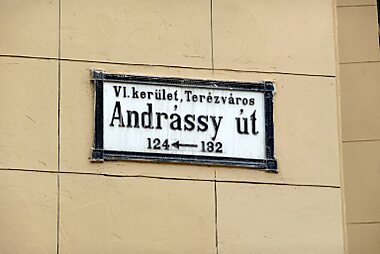 VI. kerület, Terézváros
Andrássy út
124←132